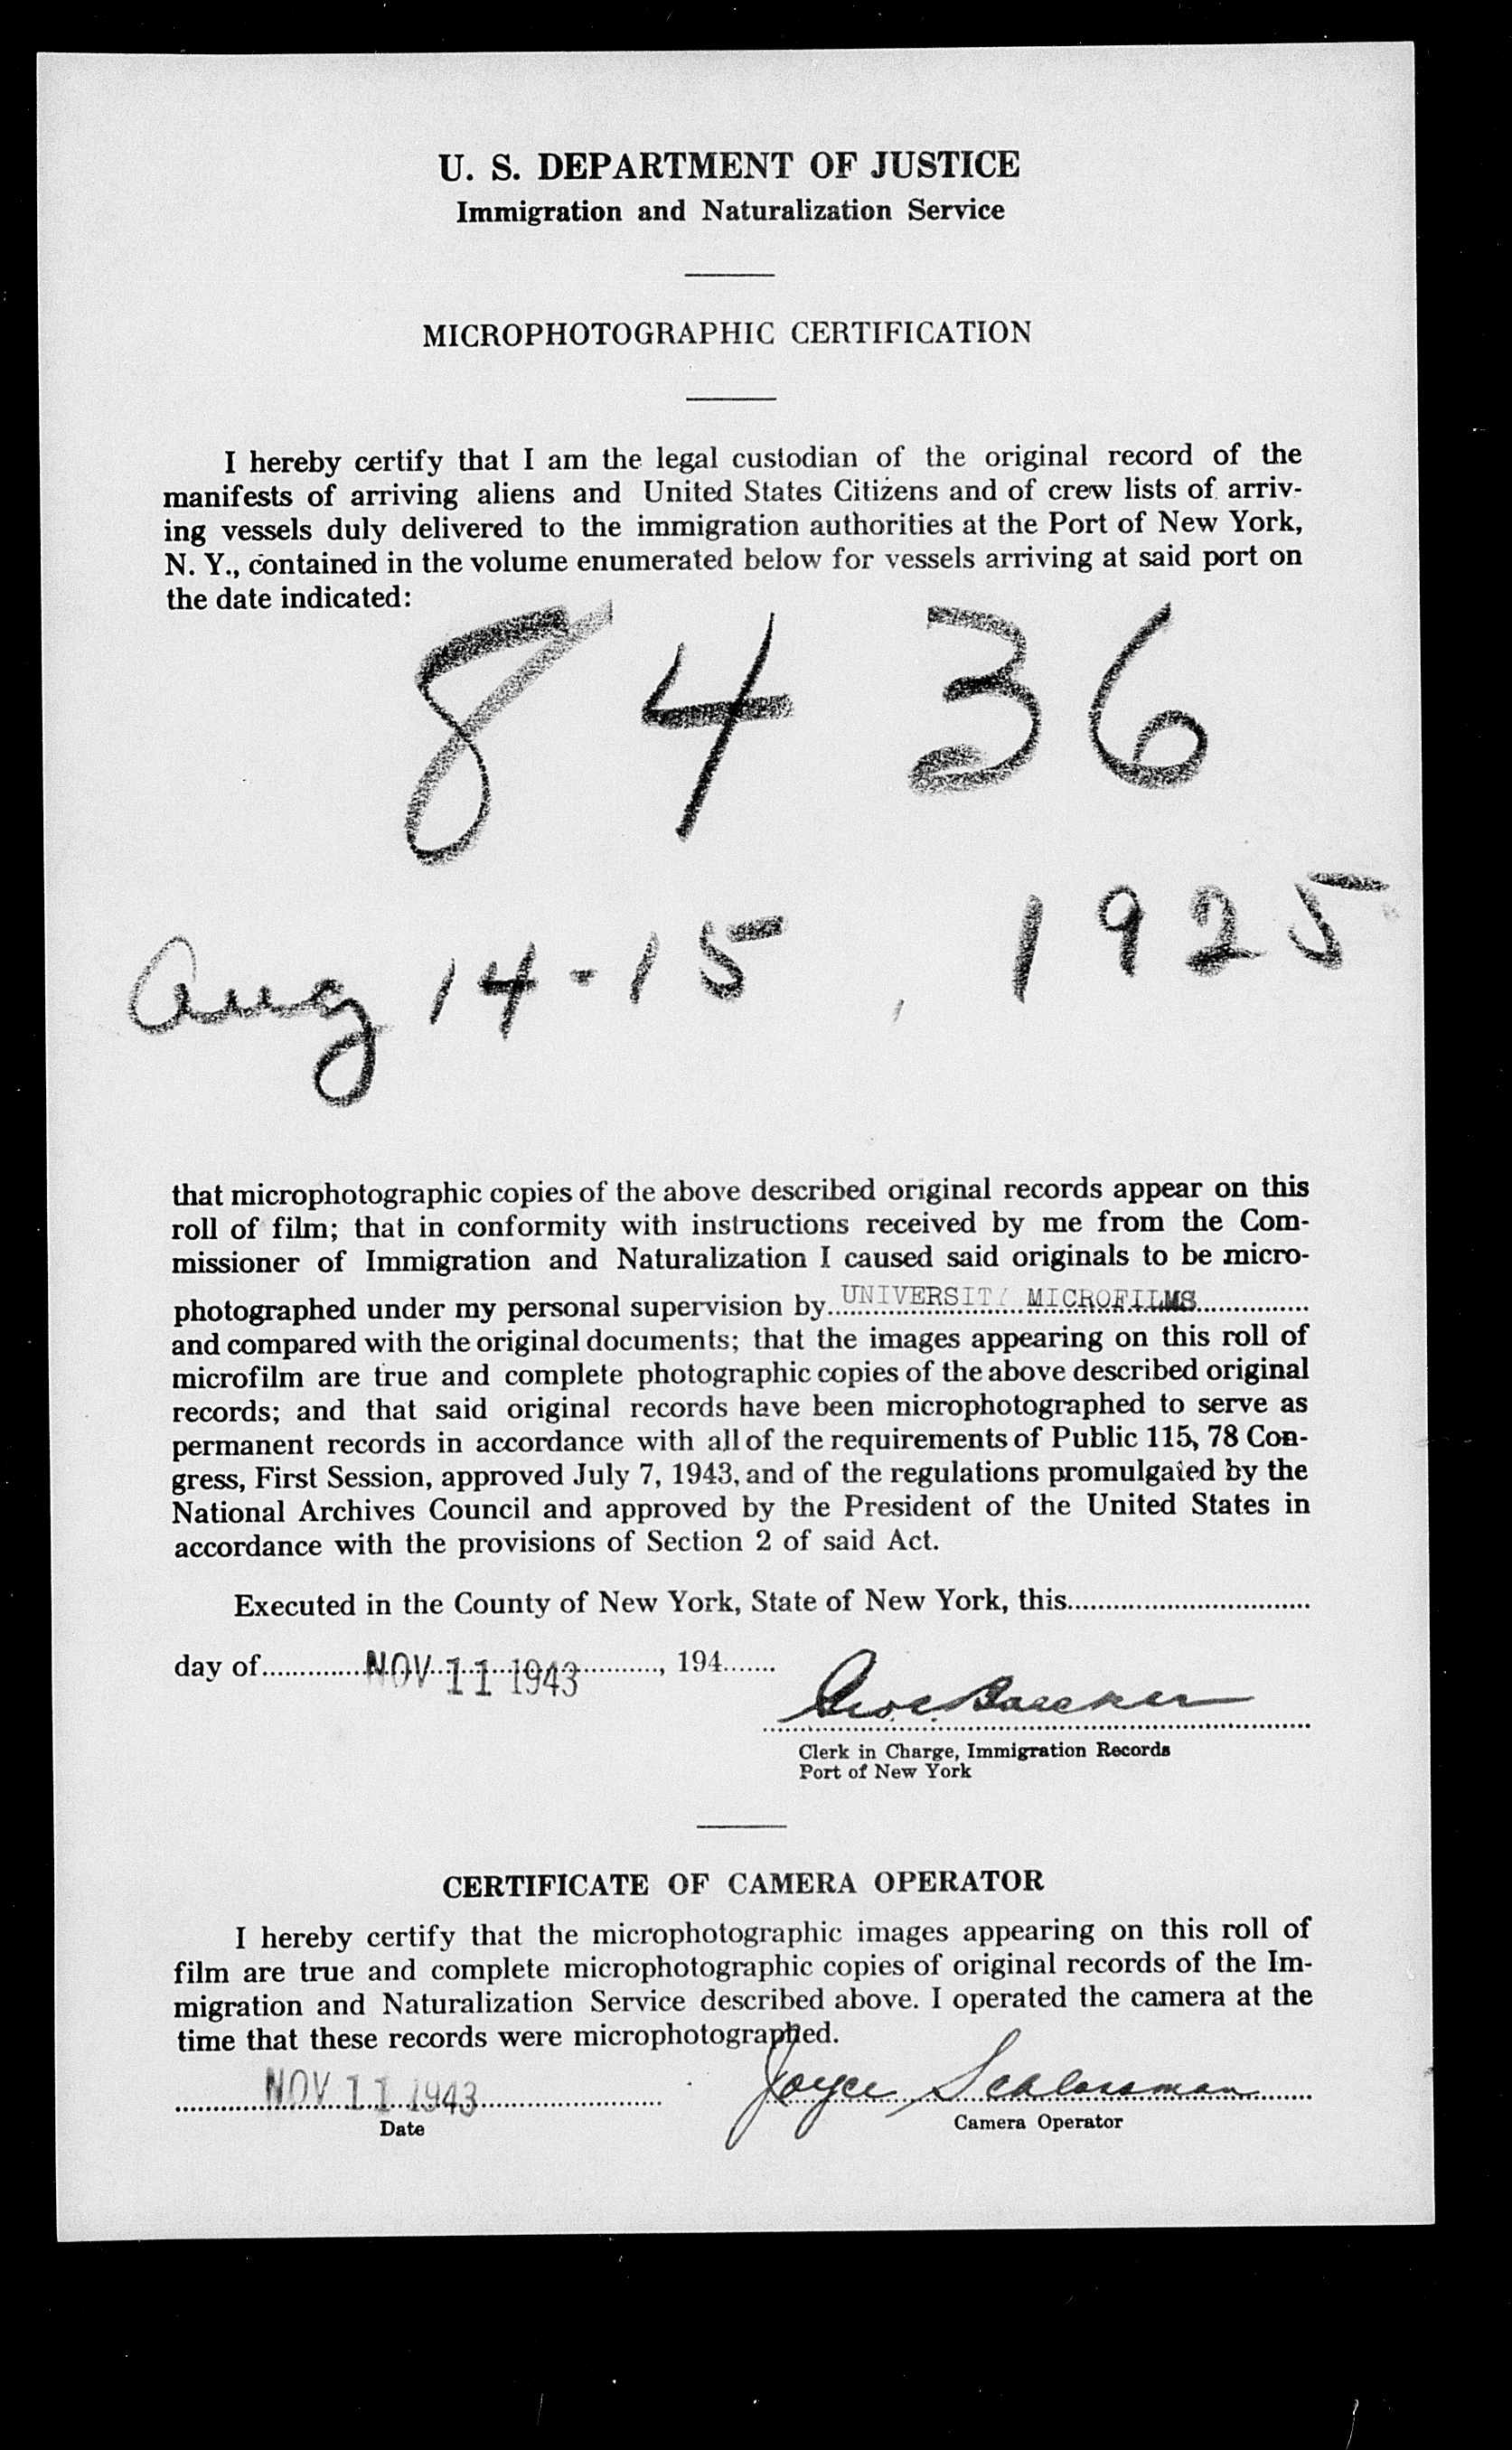 U. S. DEPARTMENT OF JUSTICE
Immigration and Naturalization Service
MICROPHOTOGRAPHIC CERTIFICATION
I hereby certify that I am the legal custodian of the original record of the
manifests of arriving aliens and United States Citizens and of crew lists of arriv-
ing vessels duly delivered to the immigration authorities at the Port of New York,
N. Y., contained in the volume enumerated below for vessels arriving at said port on
the date indicated:
8436
Aug 14-15, 1925
that microphotographic copies of the above described original records appear on this
roll of film; that in conformity with instructions received by me from the Com-
missioner of Immigration and Naturalization I caused said originals to be micro-
photographed under my personal supervision by UNIVERSITY MICROFILMS
and compared with the original documents; that the images appearing on this roll of
microfilm are true and complete photographic copies of the above described original
records; and that said original records have been microphotographed to serve as
permanent records in accordance with all of the requirements of Public 115, 78 Con-
gress, First Session, approved July 7, 1943, and of the regulations promulgated by the
National Archives Council and approved by the President of the United States in
accordance with the provisions of Section 2 of said Act.
Executed in the County of New York, State of New York, this
day of NOV 11 1943, 194
Clerk in Charge, Immigration Records
Port of New York
CERTIFICATE OF CAMERA OPERATOR
I hereby certify that the microphotographic images appearing on this roll of
film are true and complete microphotographic copies of original records of the Im-
migration and Naturalization Service described above. I operated the camera at the
time that these records were microphotographed.
NOV 11 1943 Joyce Schlossman
Date Camera Operator